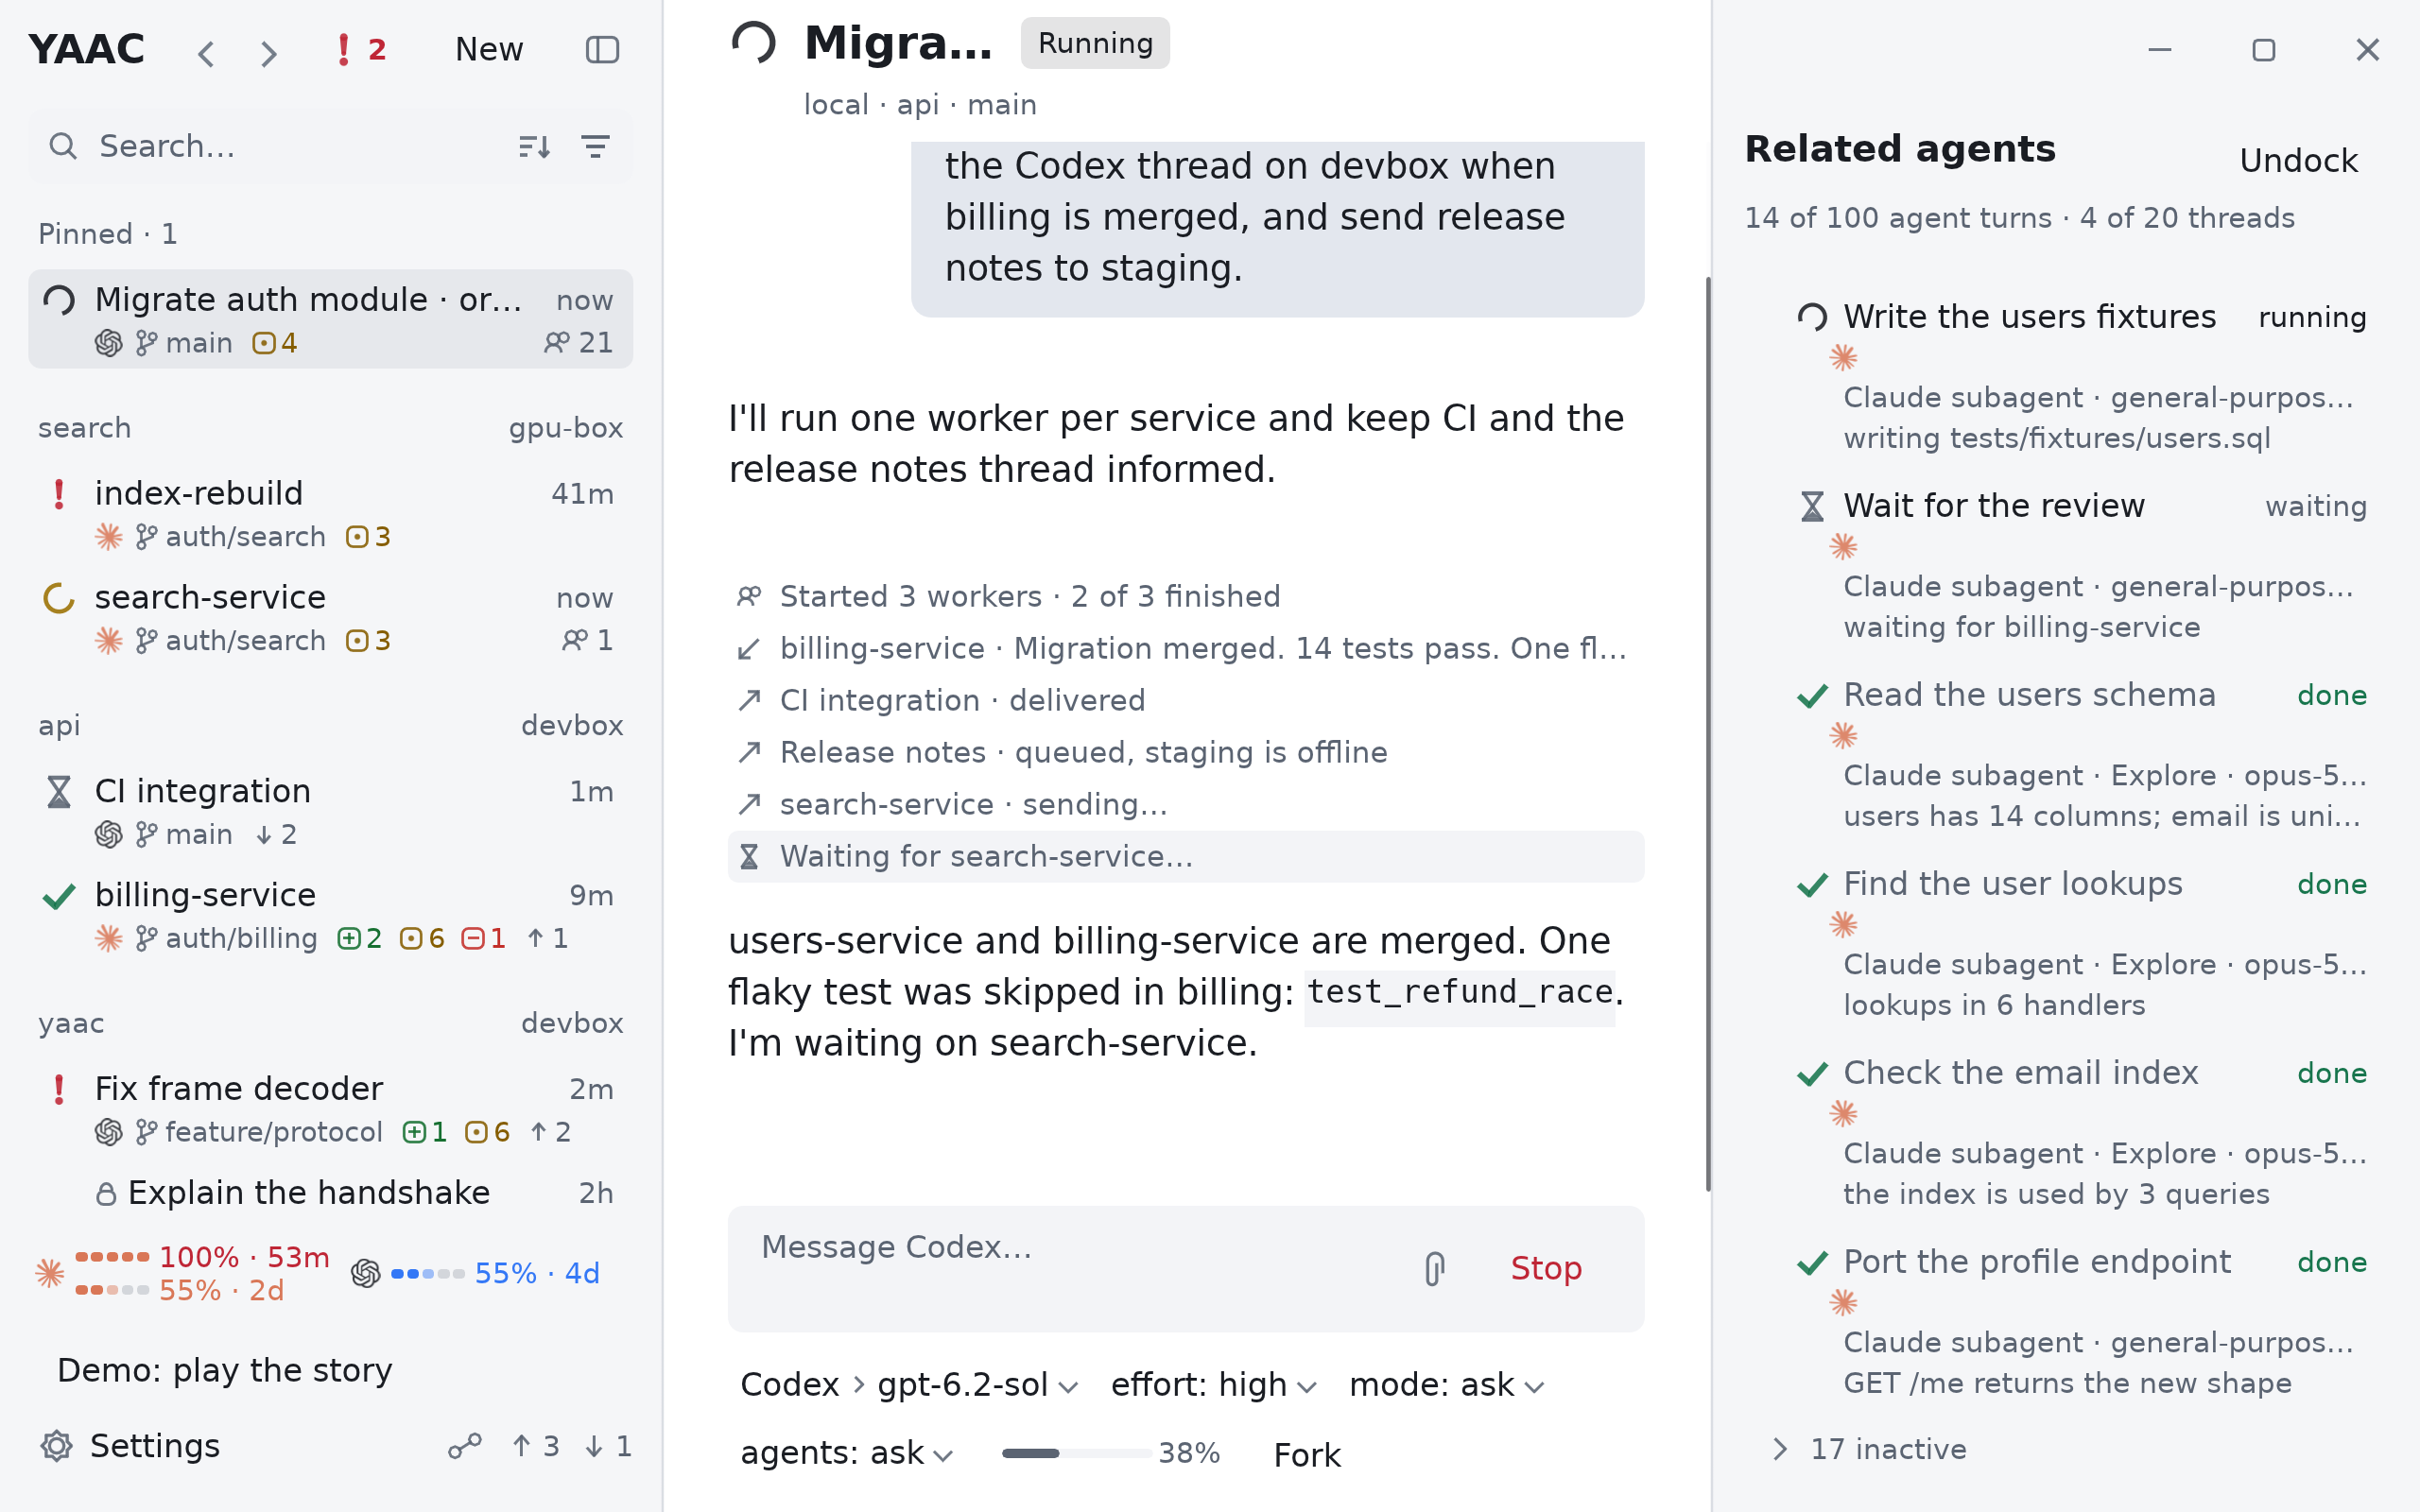 YAAC 2 New
Search...
Pinned · 1
Migrate auth module · or... now
main 4 21
search gpu-box
index-rebuild 41m
auth/search 3
search-service now
auth/search 3 1
api devbox
CI integration 1m
main 2
billing-service 9m
auth/billing 2 6 1 1
yaac devbox
Fix frame decoder 2m
feature/protocol 1 6 2
Explain the handshake 2h
100% · 53m
55% · 2d
55% · 4d
Demo: play the story
Settings 3 1
Migra... Running
local · api · main
the Codex thread on devbox when
billing is merged, and send release
notes to staging.
I'll run one worker per service and keep CI and the
release notes thread informed.
Started 3 workers · 2 of 3 finished
billing-service · Migration merged. 14 tests pass. One fl...
CI integration · delivered
Release notes · queued, staging is offline
search-service · sending...
Waiting for search-service...
users-service and billing-service are merged. One
flaky test was skipped in billing: test_refund_race.
I'm waiting on search-service.
Message Codex...
Stop
Codex gpt-6.2-sol effort: high mode: ask
agents: ask 38% Fork
Related agents Undock
14 of 100 agent turns · 4 of 20 threads
Write the users fixtures running
Claude subagent · general-purpos...
writing tests/fixtures/users.sql
Wait for the review waiting
Claude subagent · general-purpos...
waiting for billing-service
Read the users schema done
Claude subagent · Explore · opus-5...
users has 14 columns; email is uni...
Find the user lookups done
Claude subagent · Explore · opus-5...
lookups in 6 handlers
Check the email index done
Claude subagent · Explore · opus-5...
the index is used by 3 queries
Port the profile endpoint done
Claude subagent · general-purpos...
GET /me returns the new shape
17 inactive